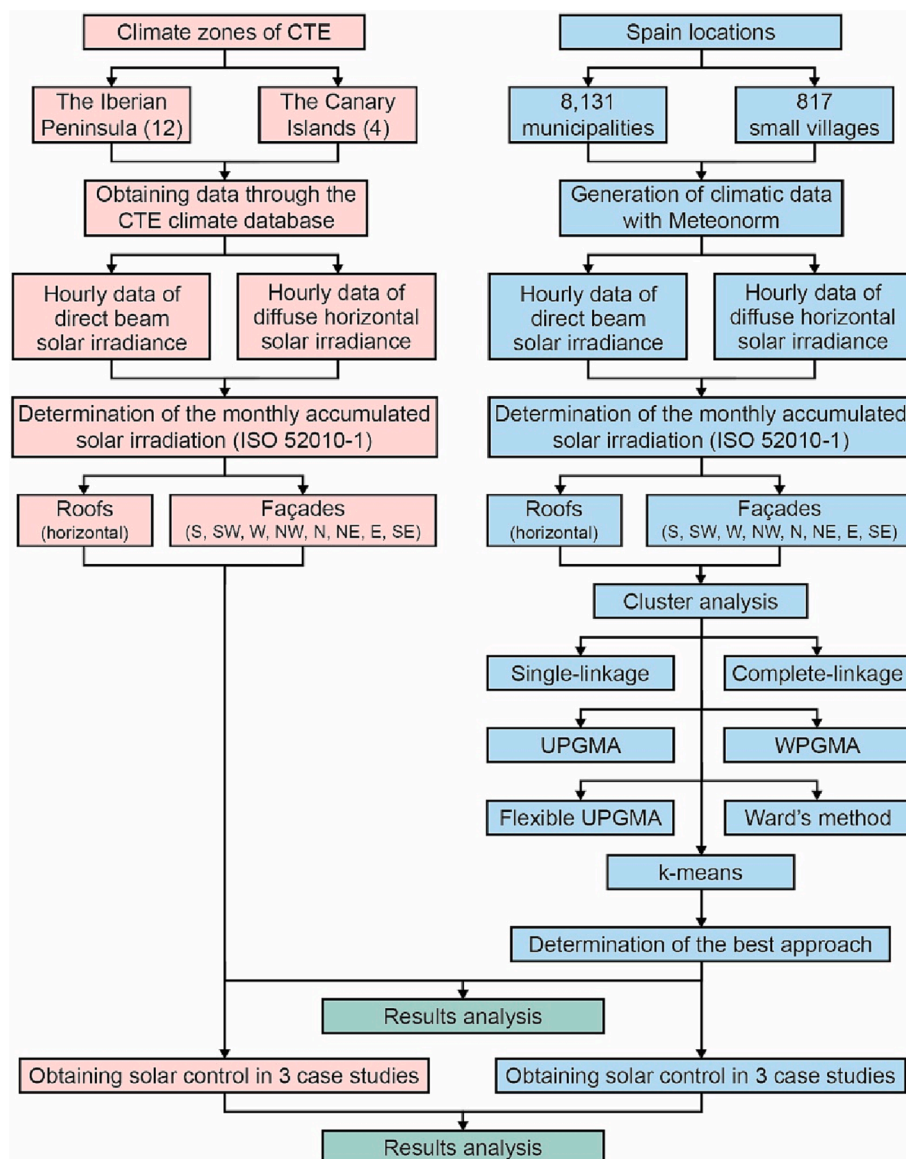 Climate zones of CTE
Spain locations
The Iberian
Peninsula (12)
The Canary
Islands (4)
8,131
municipalities
817
small villages
Obtaining data through the
CTE climate database
Generation of climatic data
with Meteonorm
Hourly data of
direct beam
solar irradiance
Hourly data of
diffuse horizontal
solar irradiance
Hourly data of
direct beam
solar irradiance
Hourly data of
diffuse horizontal
solar irradiance
Determination of the monthly accumulated
solar irradiation (ISO 52010-1)
Determination of the monthly accumulated
solar irradiation (ISO 52010-1)
Roofs
(horizontal)
Façades
(S, SW, W, NW, N, NE, E, SE)
Roofs
(horizontal)
Façades
(S, SW, W, NW, N, NE, E, SE)
Cluster analysis
Single-linkage
Complete-linkage
UPGMA
WPGMA
Flexible UPGMA
Ward's method
k-means
Determination of the best approach
Results analysis
Obtaining solar control in 3 case studies
Obtaining solar control in 3 case studies
Results analysis